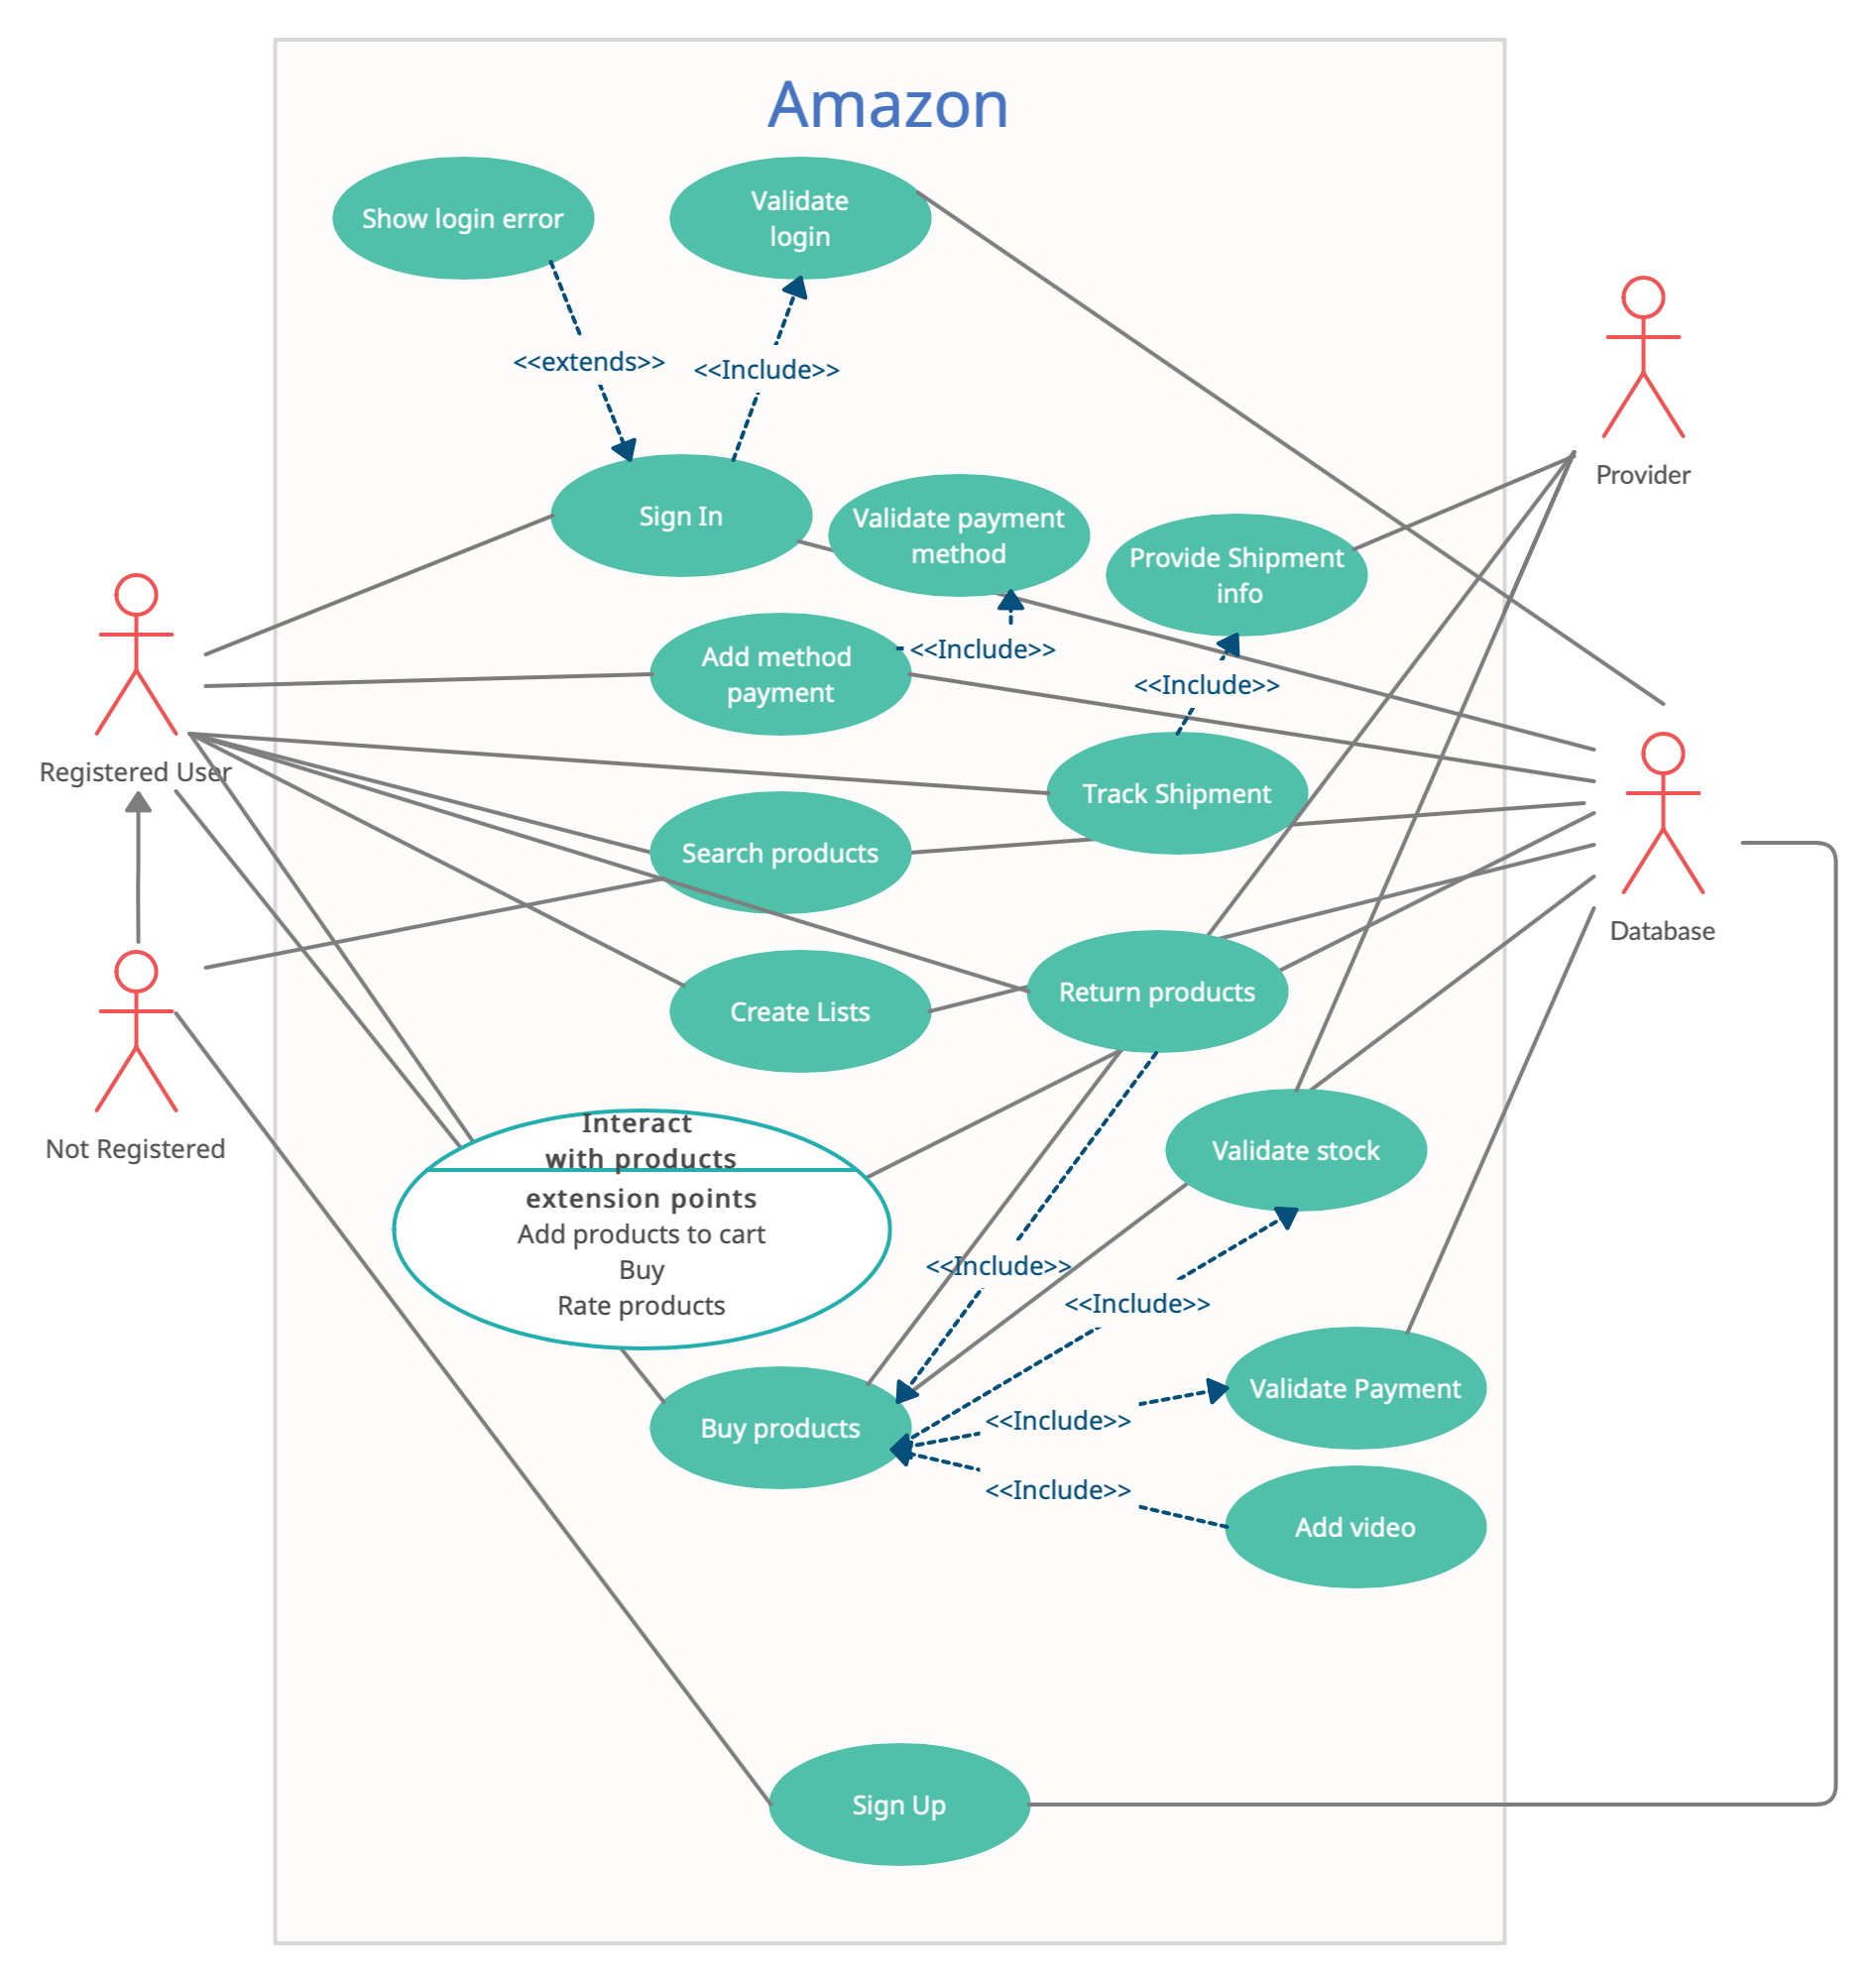 Amazon
Show login error
Validate
login
<<extends>>
<<Include>>
Provider
Sign In
Validate payment
method
Provide Shipment
info
<<Include>>
Add method
payment
<<Include>>
Registered User
Track Shipment
Search products
Database
Return products
Create Lists
Not Registered
Interact
with products
extension points
Add products to cart
Buy
Rate products
Validate stock
<<Include>>
<<Include>>
Validate Payment
<<Include>>
Buy products
<<Include>>
Add video
Sign Up